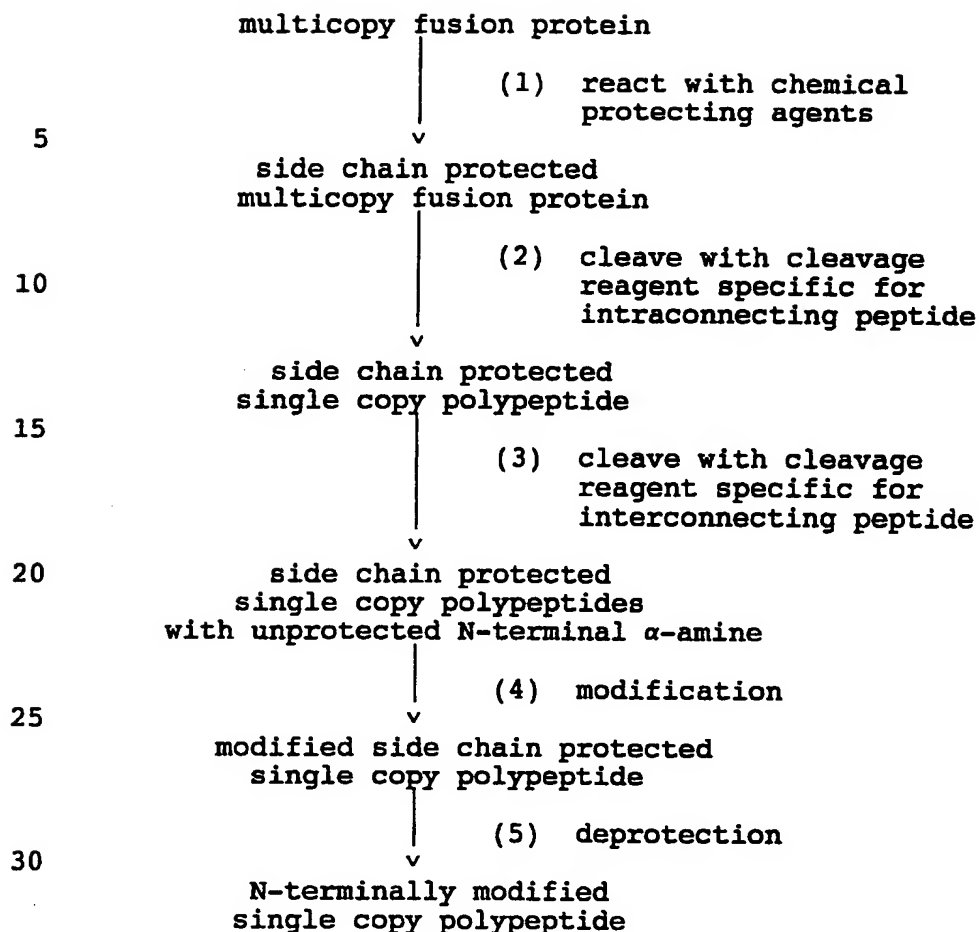 multicopy fusion protein
(1) react with chemical
protecting agents
5
side chain protected
multicopy fusion protein
(2) cleave with cleavage
10 reagent specific for
intraconnecting peptide
side chain protected
single copy polypeptide
15
(3) cleave with cleavage
reagent specific for
interconnecting peptide
20 side chain protected
single copy polypeptides
with unprotected N-terminal α-amine
(4) modification
25
modified side chain protected
single copy polypeptide
(5) deprotection
30
N-terminally modified
single copy polypeptide